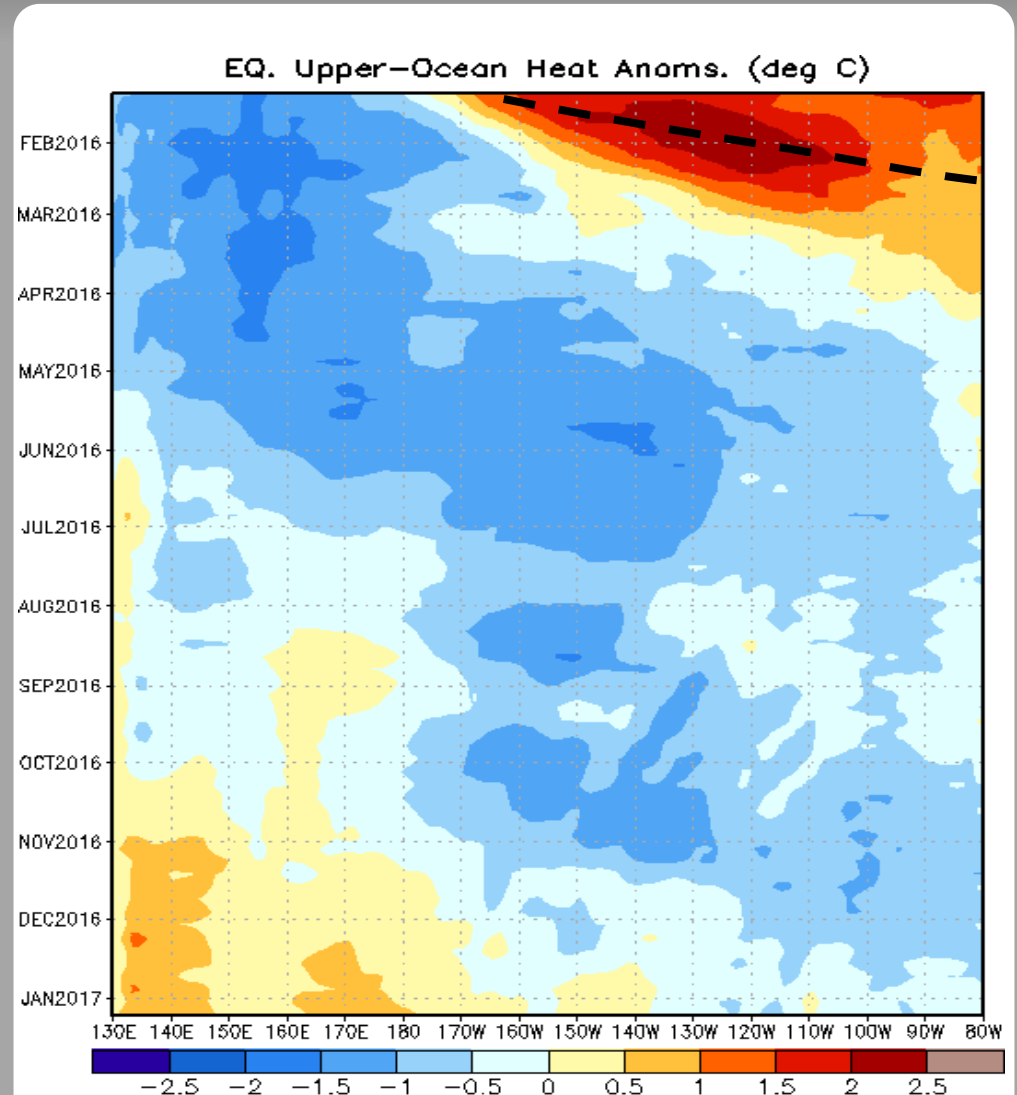 EQ. Upper-Ocean Heat Anoms. (deg C)
FEB2016
MAR2016
APR2016
MAY2016
JUN2016
JUL2016
AUG2016
SEP2016
OCT2016
NOV2016
DEC2016
JAN2017
130E 140E 150E 160E 170E 180 170W 160W 150W 140W 130W 120W 110W 100W 90W 80W
-2.5 -2 -1.5 -1 -0.5 0 0.5 1 1.5 2 2.5